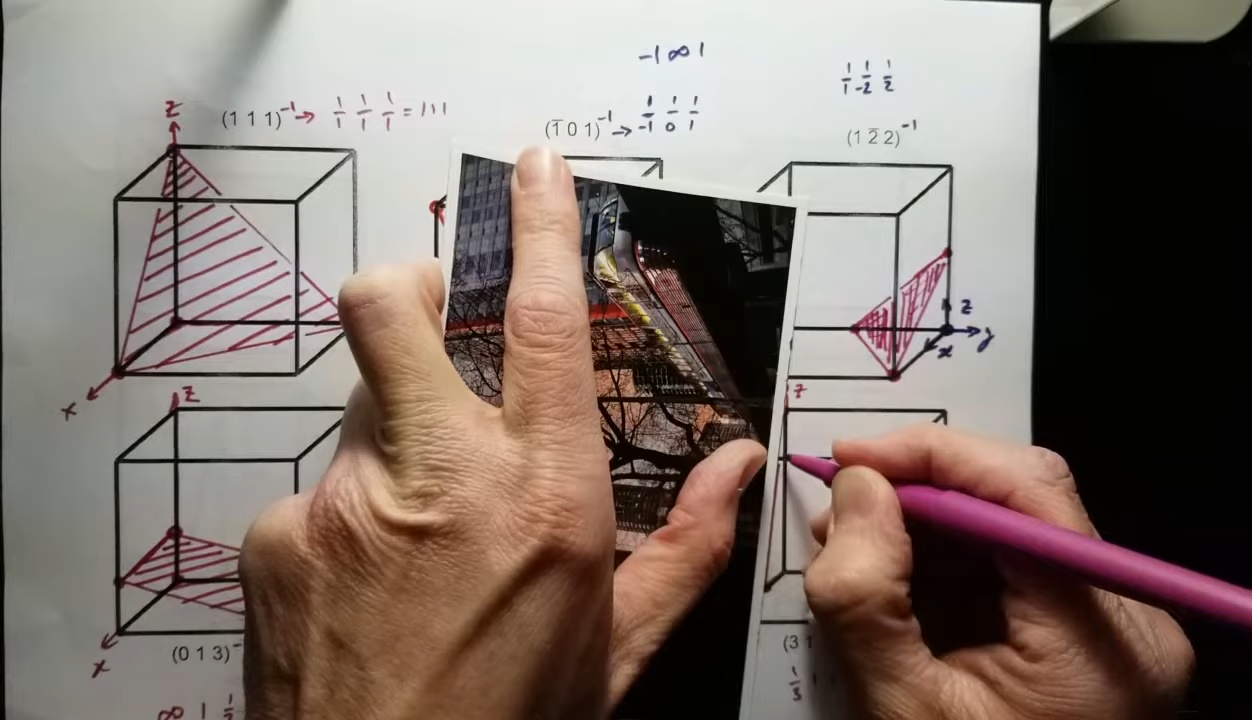 -1 ∞ 1
1/1 1/-2 1/2
z
(1 1 1)⁻¹ → 1/1 1/1 1/1 = 111
(1̅ 0 1)⁻¹ → 1/-1 1/0 1/1
(1 2̅ 2)⁻¹
z
y
x
x
z
z
x
(0 1 3)⁻
(3 1
∞ 1
1/3